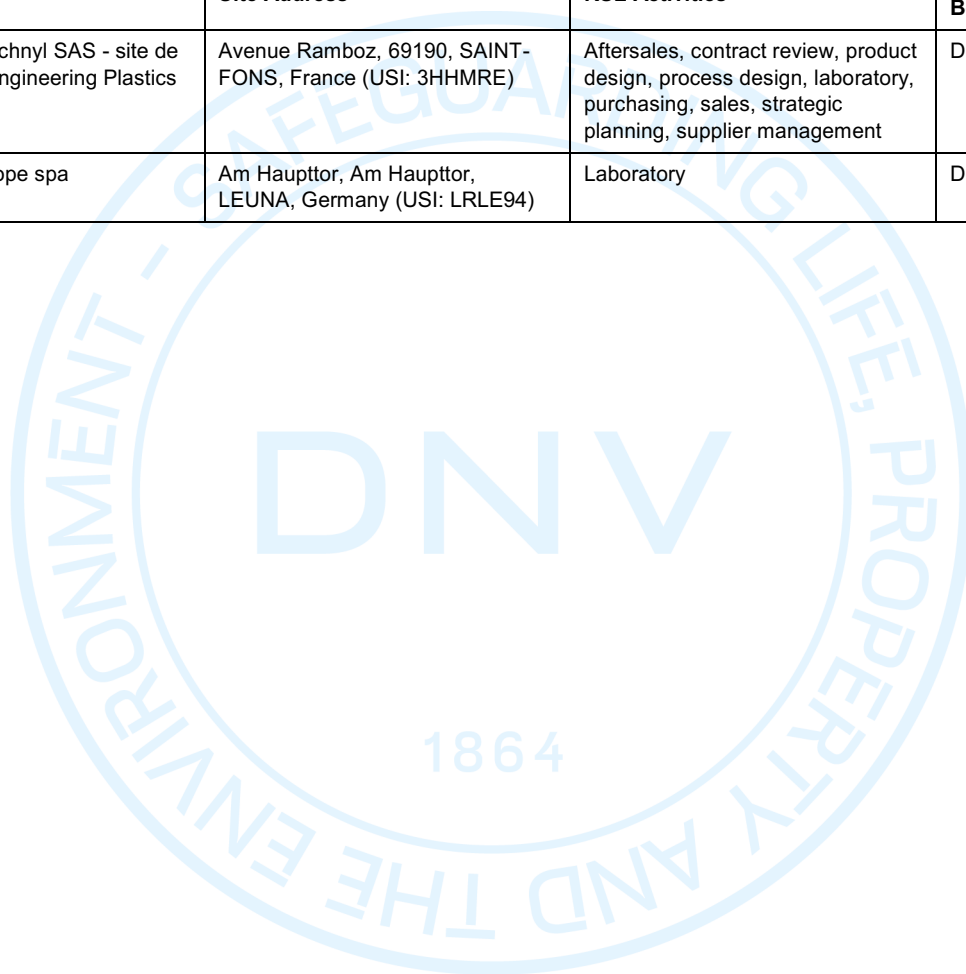 Site Address
RSL Activities
B
chnyl SAS - site de
ngineering Plastics
Avenue Ramboz, 69190, SAINT-
FONS, France (USI: 3HHMRE)
Aftersales, contract review, product
design, process design, laboratory,
purchasing, sales, strategic
planning, supplier management
D
ope spa
Am Haupttor, Am Haupttor,
LEUNA, Germany (USI: LRLE94)
Laboratory
D
SAFEGUARDING LIFE, PROPERTY AND THE ENVIRONMENT -
DNV
1864